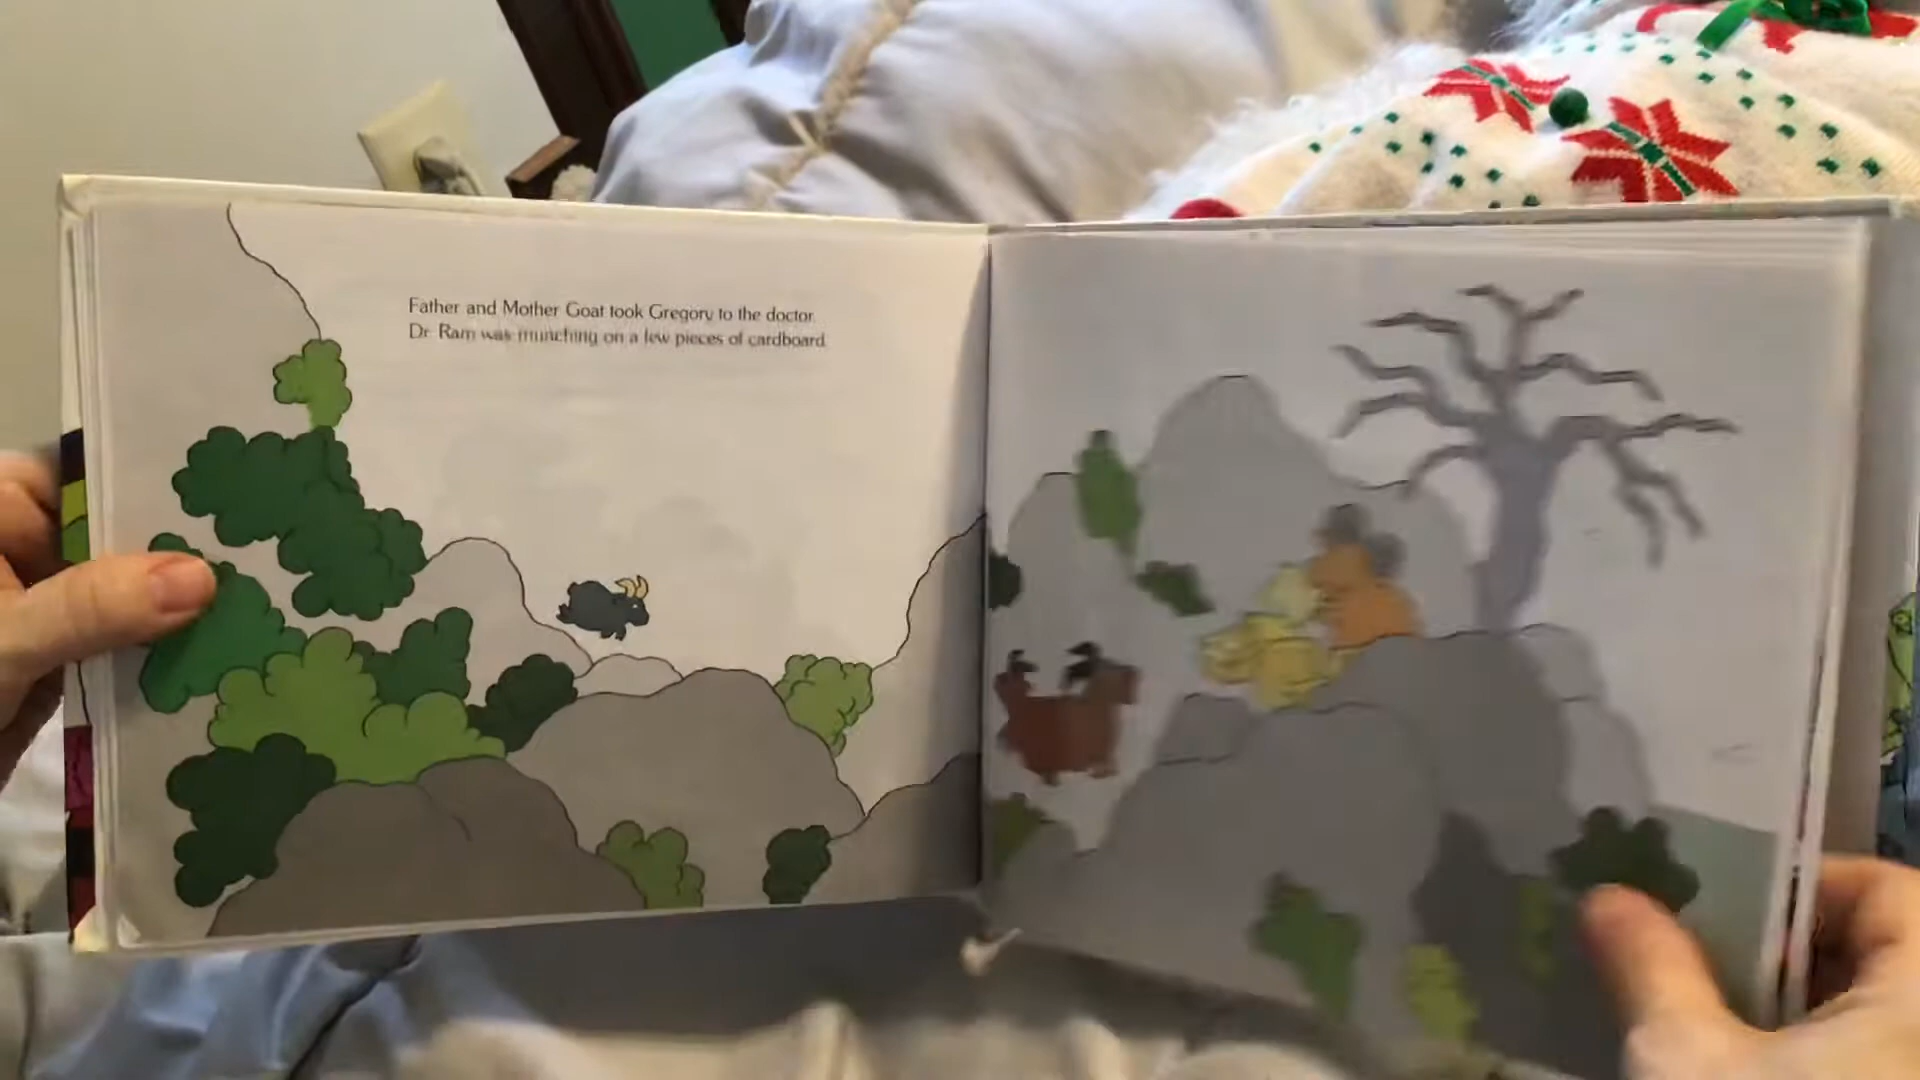 Father and Mother Goat took Gregory to the doctor.
Dr. Ram was munching on a few pieces of cardboard.